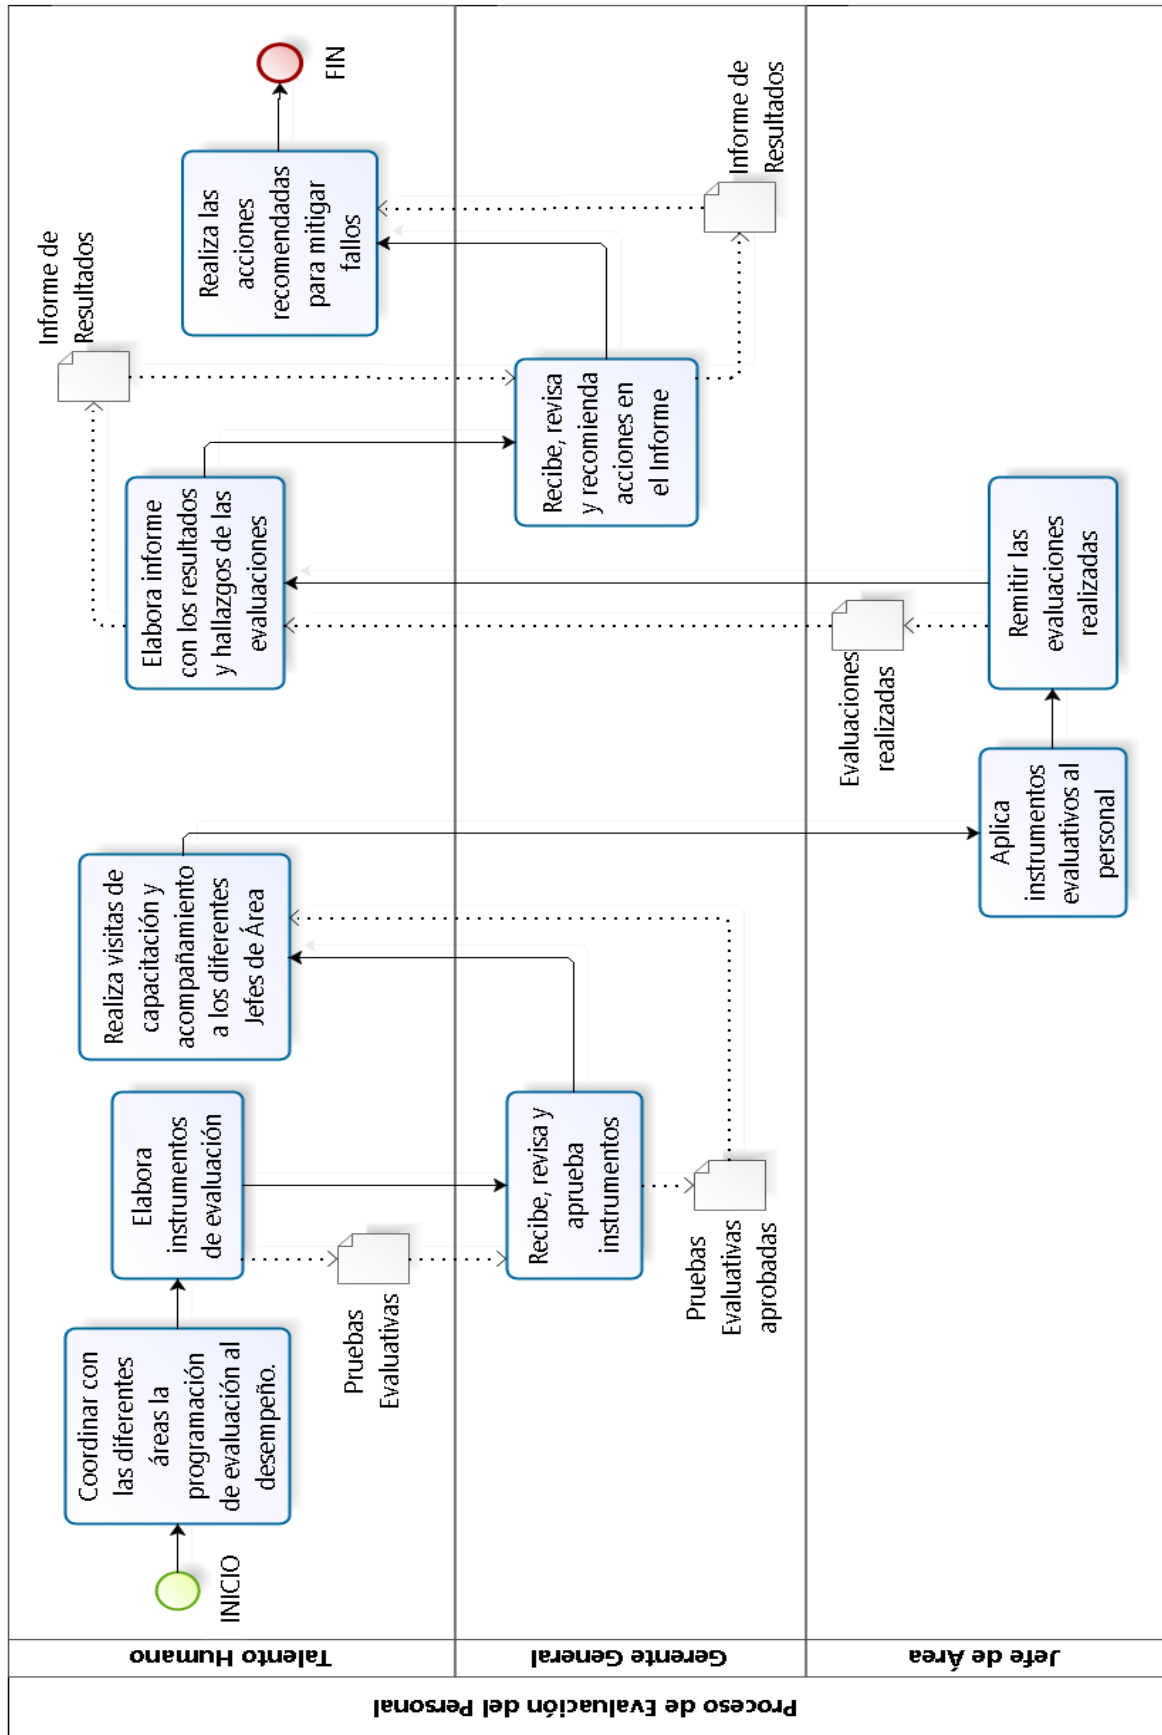 Proceso de Evaluación del Personal
Talento Humano
INICIO
Coordinar con
las diferentes
áreas la
programación
de evaluación al
desempeño.
Elabora
instrumentos
de evaluación
Pruebas
Evaluativas
Realiza visitas de
capacitación y
acompañamiento
a los diferentes
Jefes de Área
Elabora informe
con los resultados
y hallazgos de las
evaluaciones
Informe de
Resultados
Realiza las
acciones
recomendadas
para mitigar
fallos
FIN
Gerente General
Recibe, revisa y
aprueba
instrumentos
Pruebas
Evaluativas
aprobadas
Recibe, revisa
y recomienda
acciones en
el Informe
Informe de
Resultados
Jefe de Área
Aplica
instrumentos
evaluativos al
personal
Evaluaciones
realizadas
Remitir las
evaluaciones
realizadas